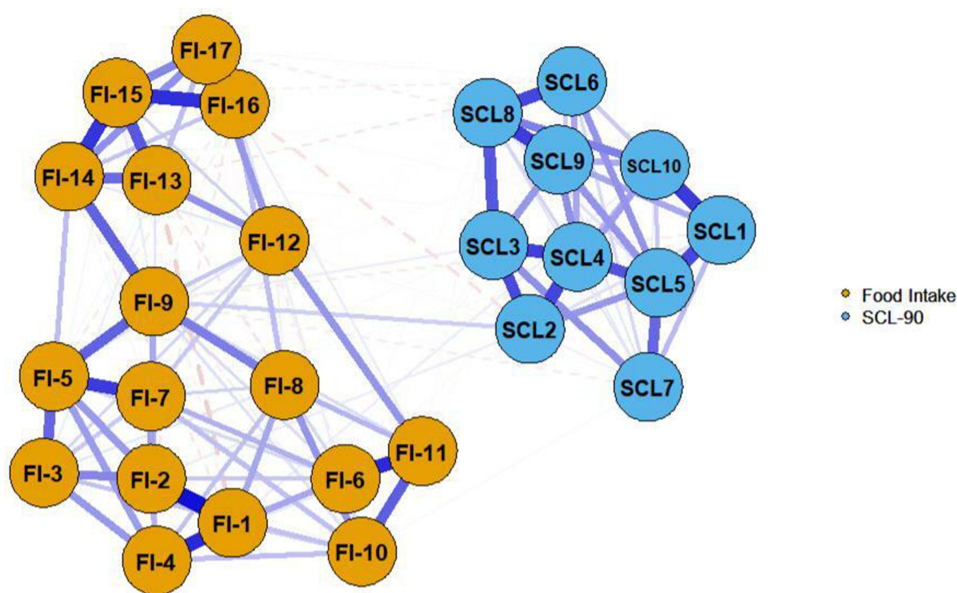 FI-17
SCL6
FI-15
FI-16
SCL8
SCL9
SCL10
FI-14
FI-13
SCL1
FI-12
SCL3
SCL4
SCL5
FI-9
Food Intake
SCL-90
SCL2
FI-5
FI-8
SCL7
FI-7
FI-11
FI-3
FI-2
FI-6
FI-1
FI-10
FI-4